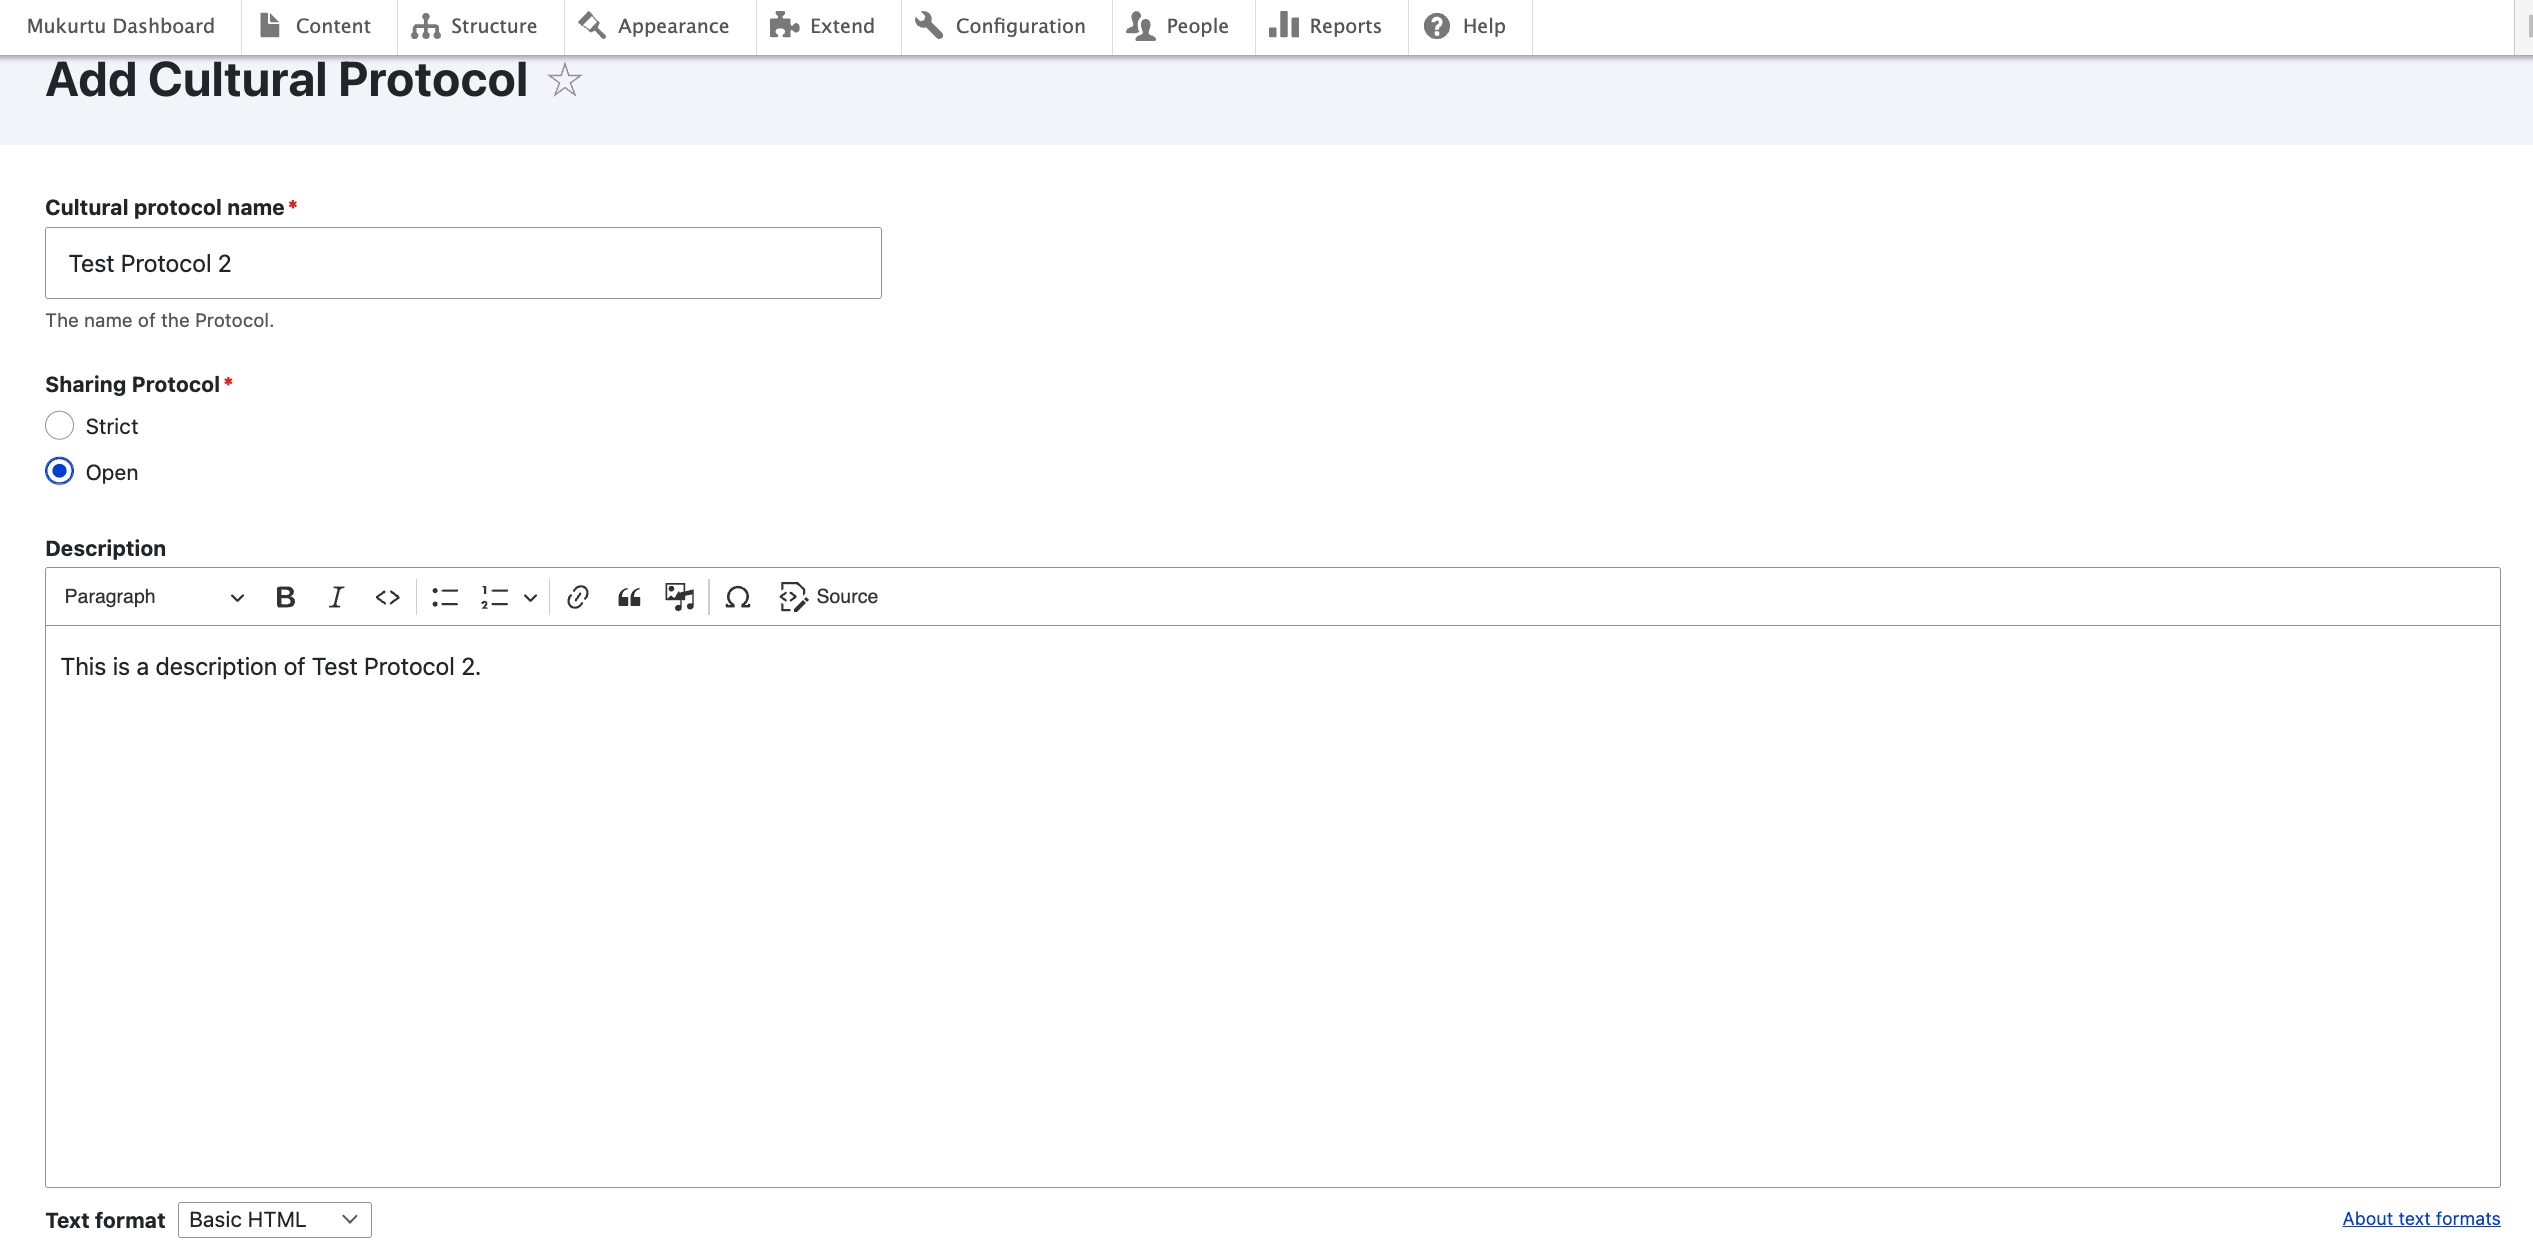 Mukurtu Dashboard Content Structure Appearance Extend Configuration People Reports Help
Add Cultural Protocol
Cultural protocol name*
Test Protocol 2
The name of the Protocol.
Sharing Protocol*
Strict
Open
Description
Paragraph Source
This is a description of Test Protocol 2.
Text format Basic HTML About text formats